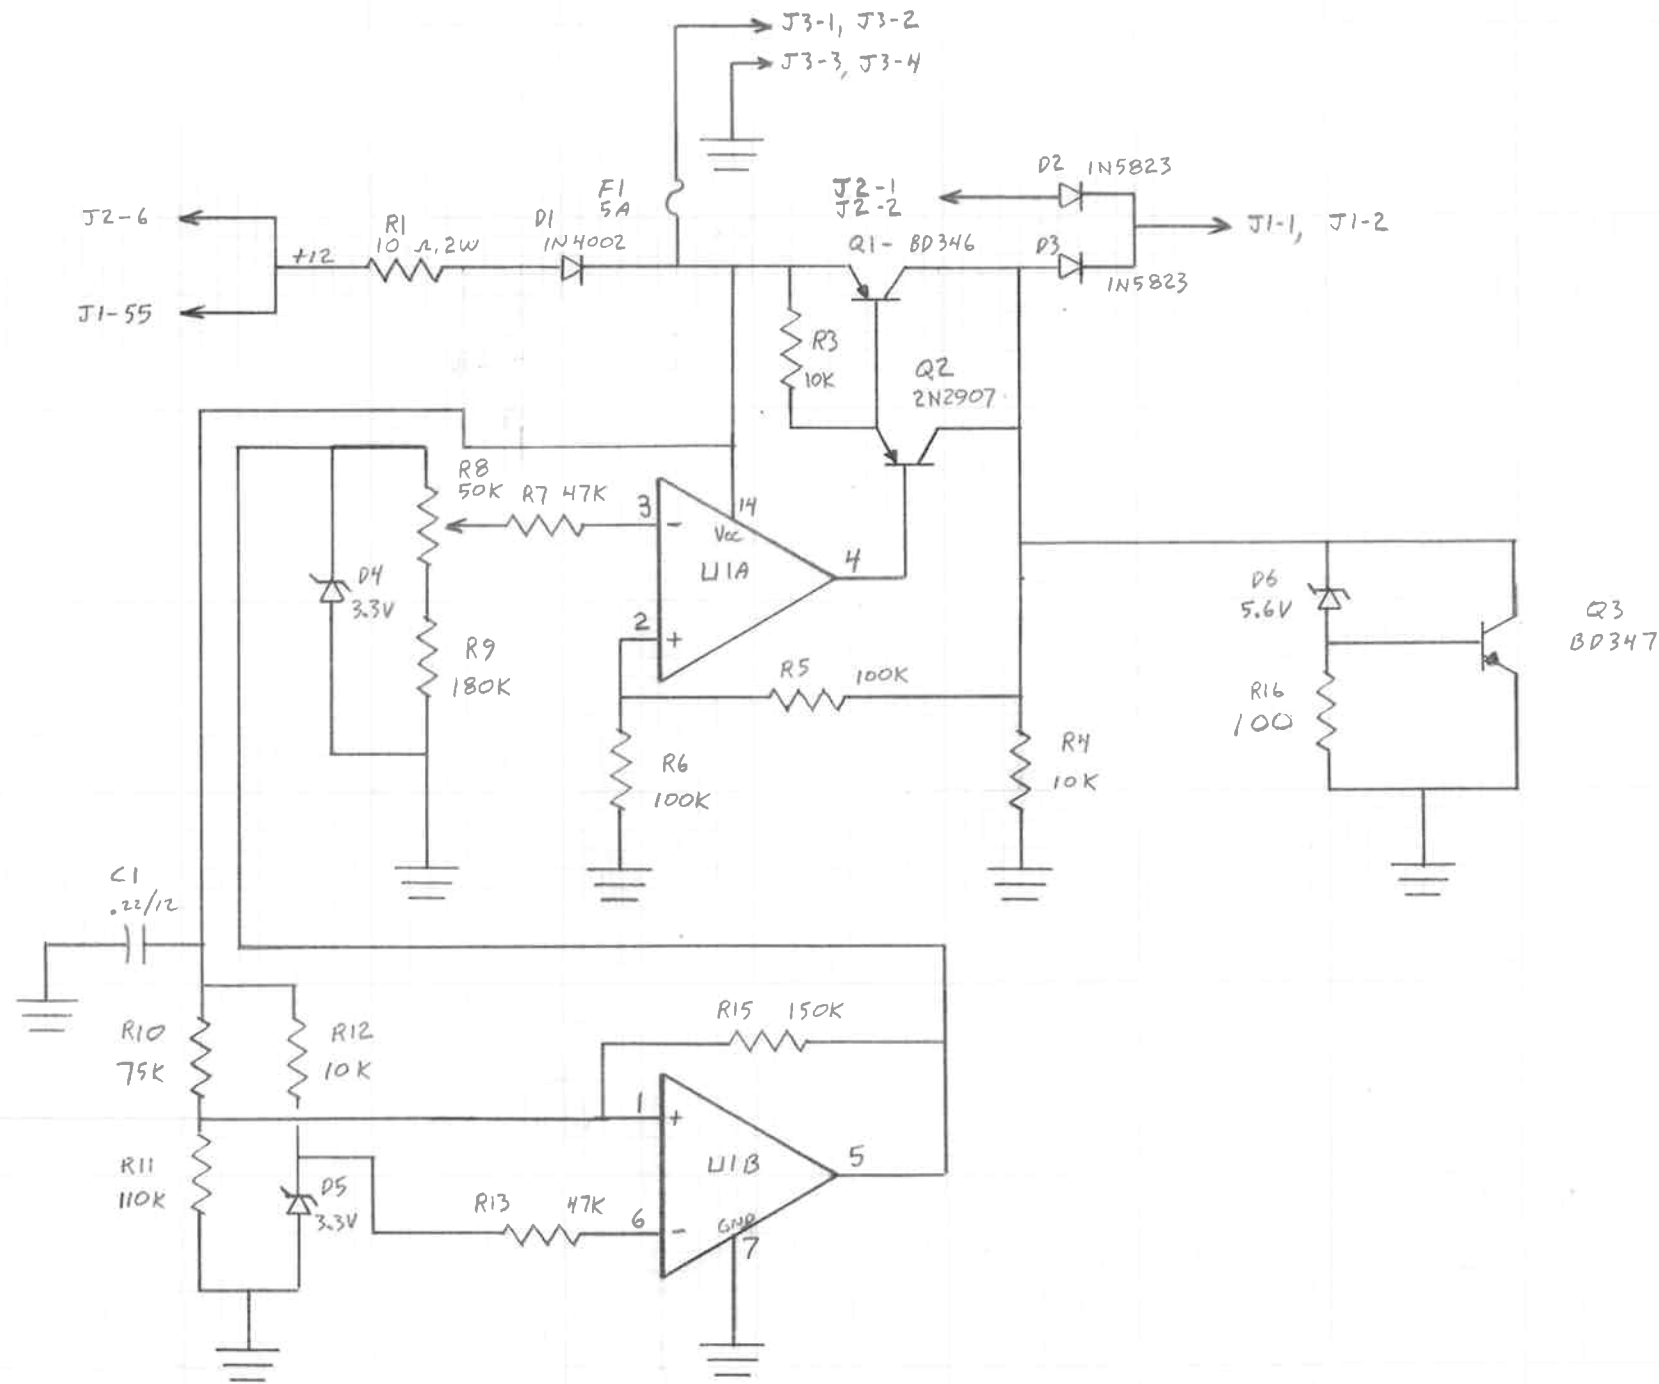 J3-1, J3-2
J3-3, J3-4
D2 1N5823
F1
5A
J2-1
J2-2
J2-6
R1
10 Ω, 2W
D1
1N4002
Q1- BD346
D3
J1-1, J1-2
+12
1N5823
J1-55
R3
10K
Q2
2N2907
R8
50K
R7 47K
3
-
14
Vcc
U1A
4
D4
3.3V
2
+
R9
180K
R5 100K
D6
5.6V
Q3
BD347
R16
100
R6
100K
R4
10K
C1
.22/12
R15 150K
R10
75K
R12
10K
1
+
U1B
5
R11
110K
D5
3.3V
R13 47K
6
-
GND
7